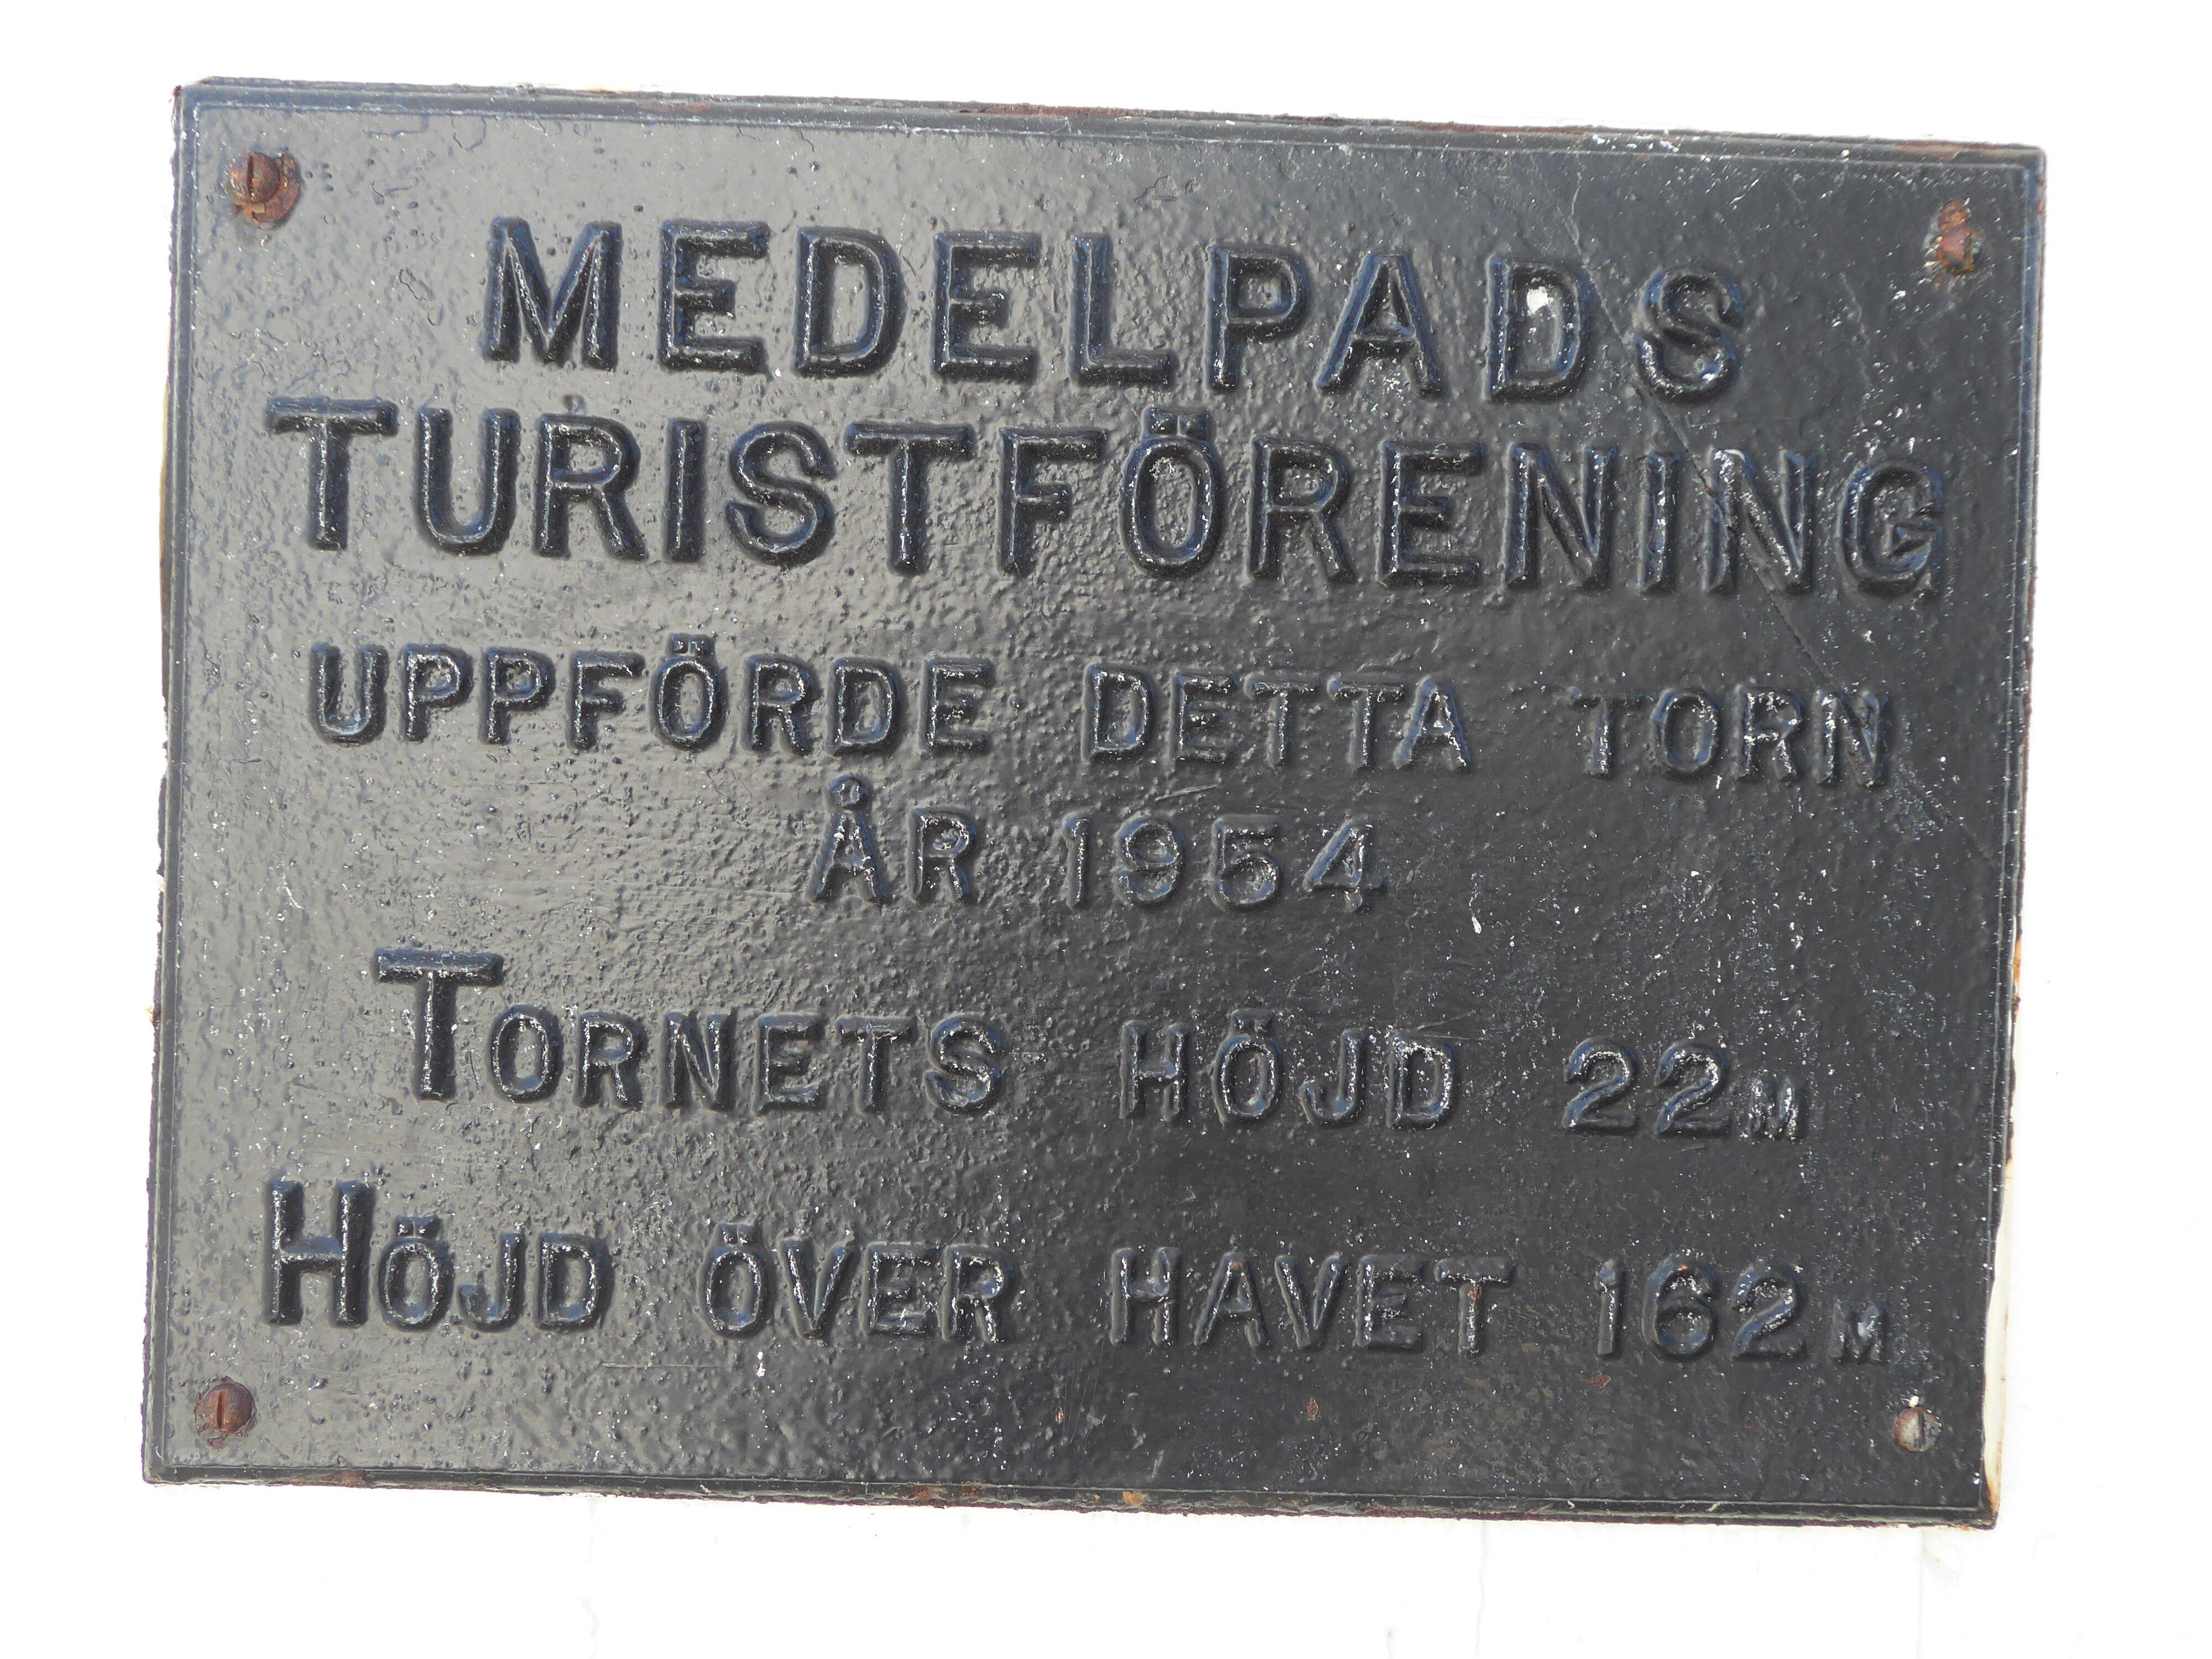 MEDELPADS
TURISTFÖRENING
UPPFÖRDE DETTA TORN
ÅR 1954
TORNETS HÖJD 22M
HÖJD ÖVER HAVET 162M